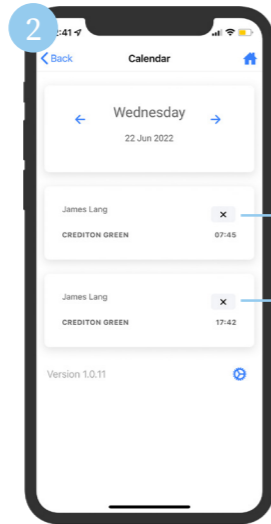 2
:41
Back Calendar
Wednesday
22 Jun 2022
James Lang
CREDITON GREEN 07:45
James Lang
CREDITON GREEN 17:42
Version 1.0.11